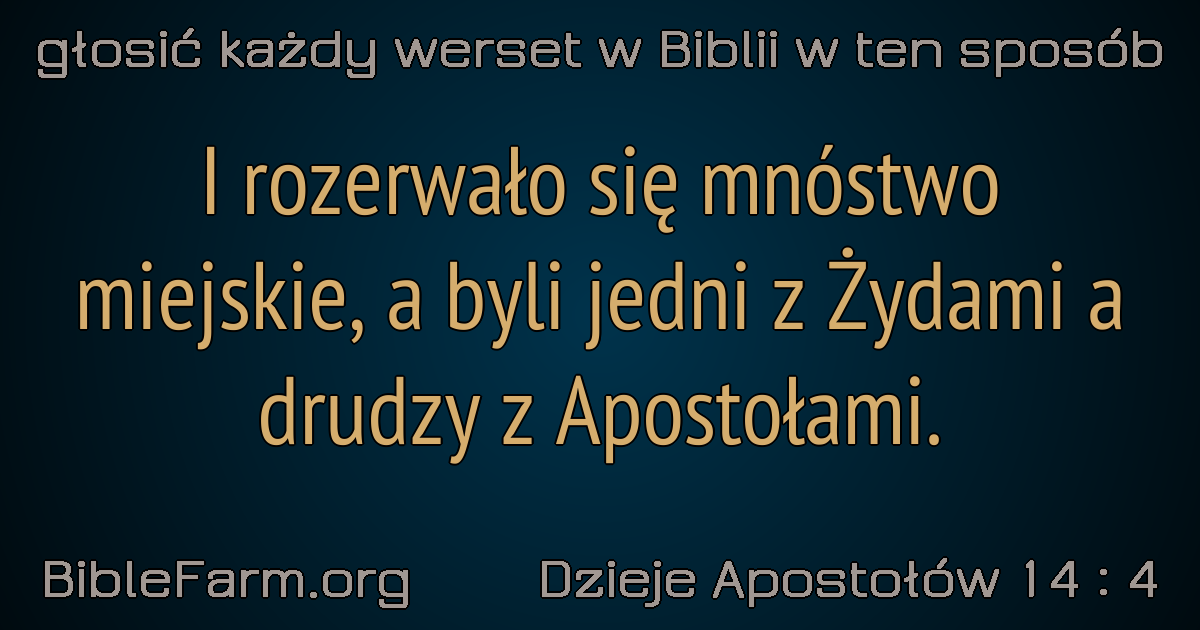 głosić każdy werset w Biblii w ten sposób
I rozerwało się mnóstwo
miejskie, a byli jedni z Żydami a
drudzy z Apostołami.
BibleFarm.org
Dzieje Apostołów 14 : 4